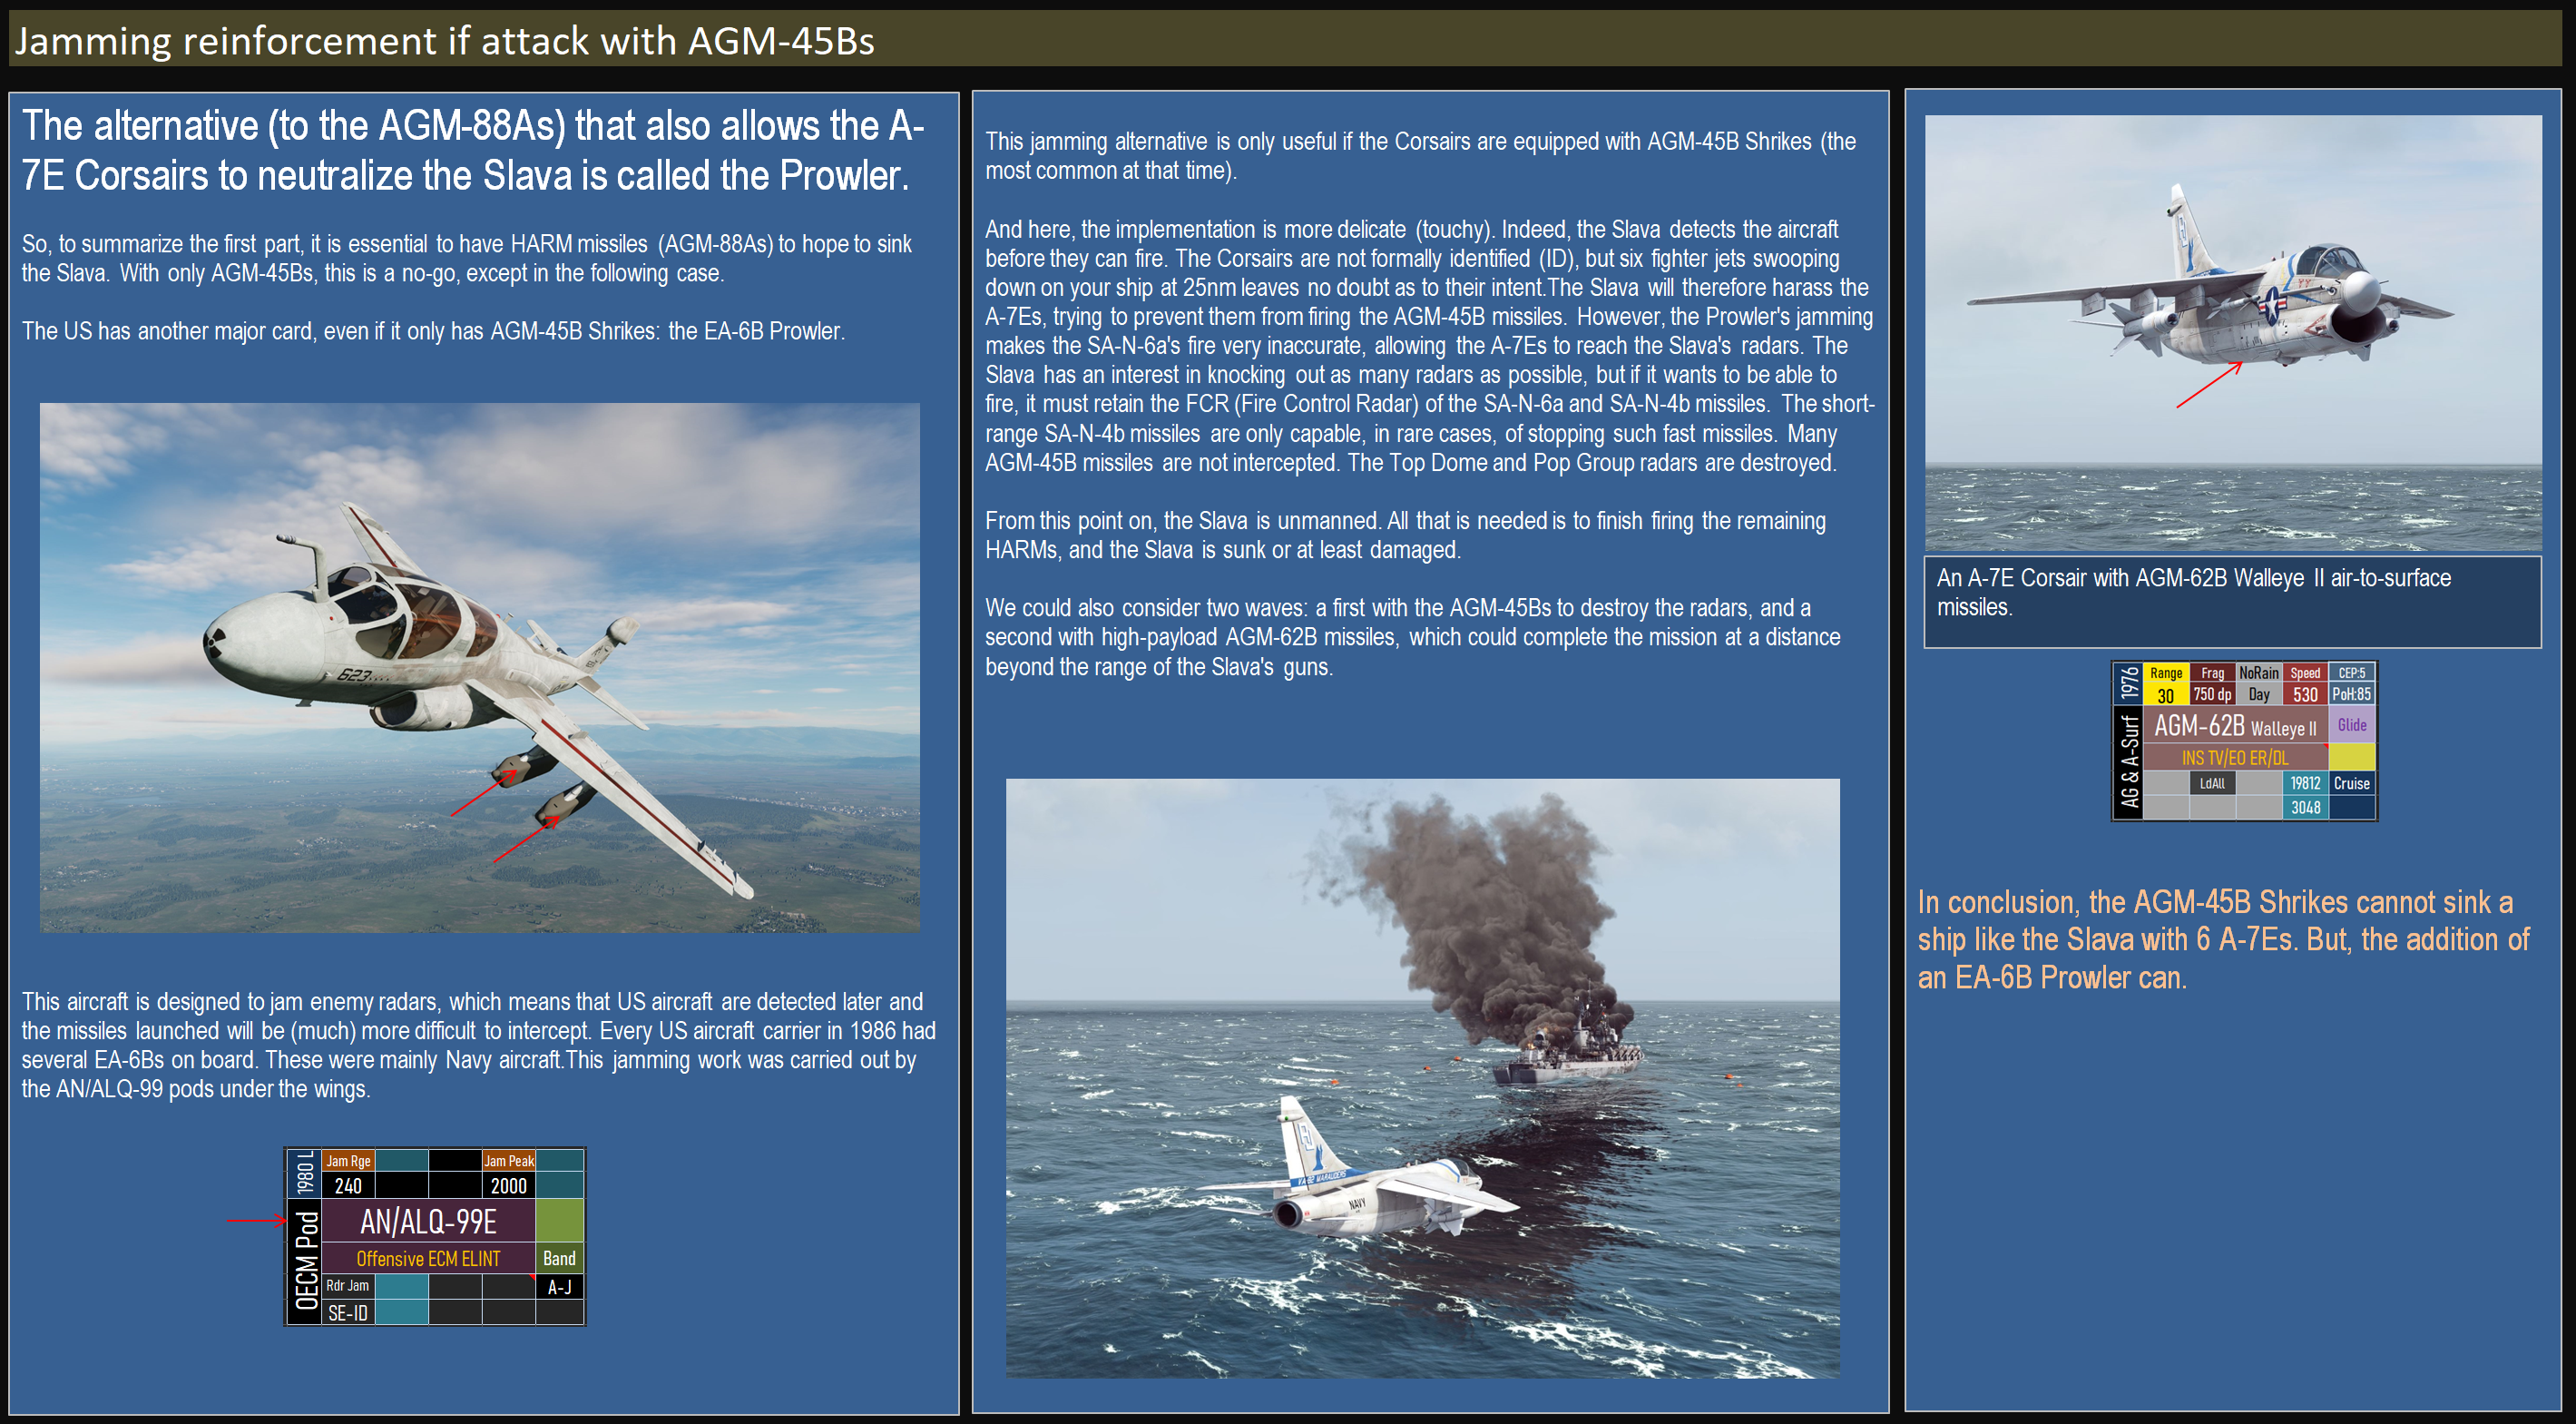 Jamming reinforcement if attack with AGM-45Bs
The alternative (to the AGM-88As) that also allows the A-
7E Corsairs to neutralize the Slava is called the Prowler.
So, to summarize the first part, it is essential to have HARM missiles (AGM-88As) to hope to sink
the Slava. With only AGM-45Bs, this is a no-go, except in the following case.
The US has another major card, even if it only has AGM-45B Shrikes: the EA-6B Prowler.
623
This aircraft is designed to jam enemy radars, which means that US aircraft are detected later and
the missiles launched will be (much) more difficult to intercept. Every US aircraft carrier in 1986 had
several EA-6Bs on board. These were mainly Navy aircraft.This jamming work was carried out by
the AN/ALQ-99 pods under the wings.
1980 L
Jam Rge
Jam Peak
240
2000
OECM Pod
AN/ALQ-99E
Offensive ECM ELINT
Band
Rdr Jam
A-J
SE-ID
This jamming alternative is only useful if the Corsairs are equipped with AGM-45B Shrikes (the
most common at that time).
And here, the implementation is more delicate (touchy). Indeed, the Slava detects the aircraft
before they can fire. The Corsairs are not formally identified (ID), but six fighter jets swooping
down on your ship at 25nm leaves no doubt as to their intent.The Slava will therefore harass the
A-7Es, trying to prevent them from firing the AGM-45B missiles. However, the Prowler's jamming
makes the SA-N-6a's fire very inaccurate, allowing the A-7Es to reach the Slava's radars. The
Slava has an interest in knocking out as many radars as possible, but if it wants to be able to
fire, it must retain the FCR (Fire Control Radar) of the SA-N-6a and SA-N-4b missiles. The short-
range SA-N-4b missiles are only capable, in rare cases, of stopping such fast missiles. Many
AGM-45B missiles are not intercepted. The Top Dome and Pop Group radars are destroyed.
From this point on, the Slava is unmanned. All that is needed is to finish firing the remaining
HARMs, and the Slava is sunk or at least damaged.
We could also consider two waves: a first with the AGM-45Bs to destroy the radars, and a
second with high-payload AGM-62B missiles, which could complete the mission at a distance
beyond the range of the Slava's guns.
VA-82 MARAUDERS
NAVY
An A-7E Corsair with AGM-62B Walleye II air-to-surface
missiles.
1976
Range
Frag
NoRain
Speed
CEP:5
30
750 dp
Day
530
PoH:85
AG & A-Surf
AGM-62B Walleye II
Glide
INS TV/EO ER/DL
LdAll
19812
Cruise
3048
In conclusion, the AGM-45B Shrikes cannot sink a
ship like the Slava with 6 A-7Es. But, the addition of
an EA-6B Prowler can.